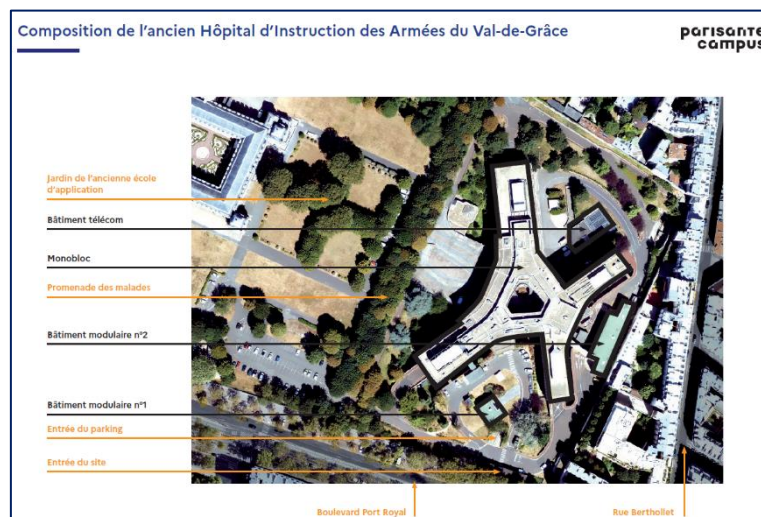 Composition de l'ancien Hôpital d'Instruction des Armées du Val-de-Grâce
parisante
campus
Jardin de l'ancienne école
d'application
Bâtiment télécom
Monobloc
Promenade des malades
Bâtiment modulaire n°2
Bâtiment modulaire n°1
Entrée du parking
Entrée du site
Boulevard Port Royal
Rue Berthollet